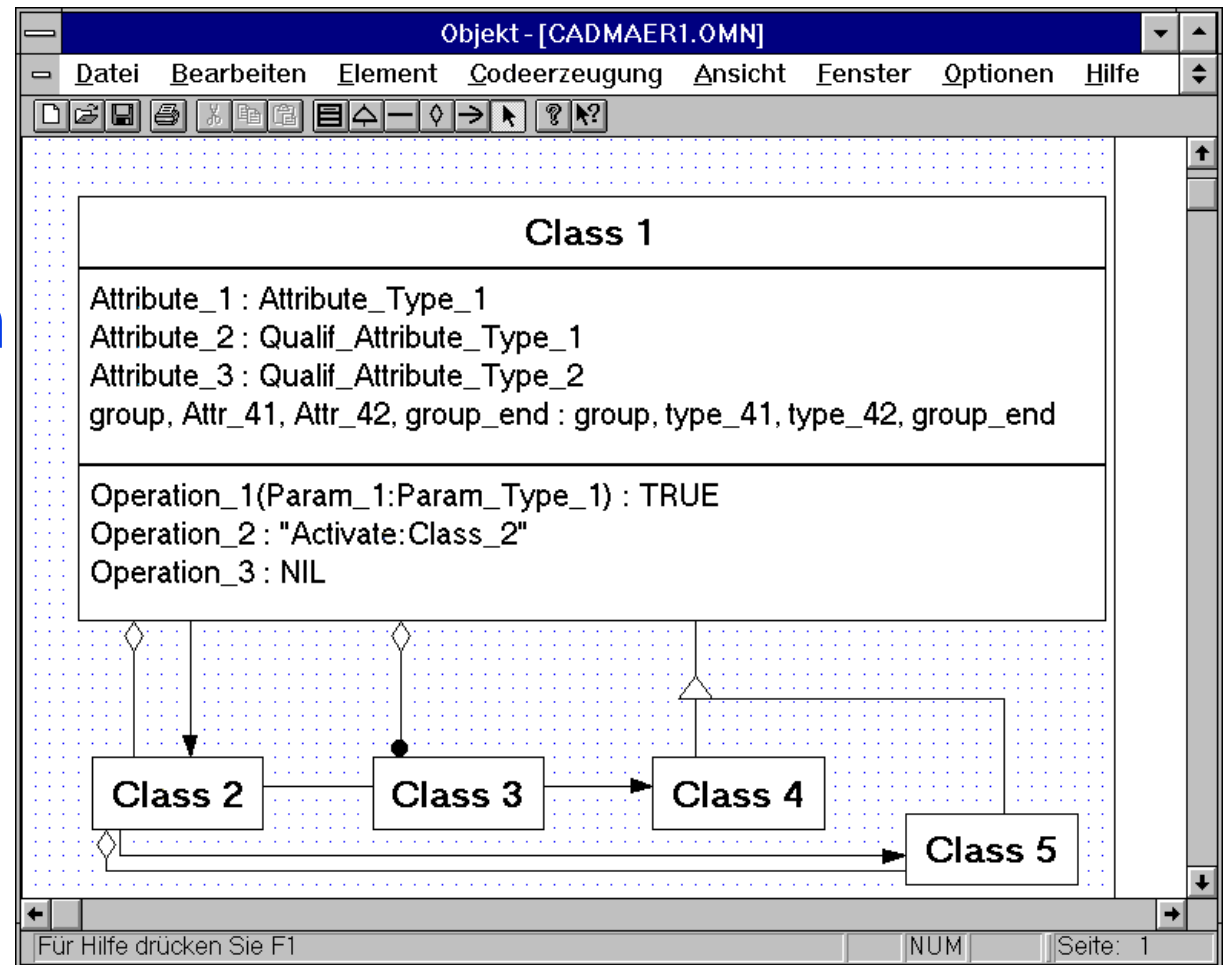 Objekt - [CADMAER1.OMN]
Datei Bearbeiten Element Codeerzeugung Ansicht Fenster Optionen Hilfe
Class 1
Attribute_1 : Attribute_Type_1
Attribute_2 : Qualif_Attribute_Type_1
Attribute_3 : Qualif_Attribute_Type_2
group, Attr_41, Attr_42, group_end : group, type_41, type_42, group_end
Operation_1(Param_1:Param_Type_1) : TRUE
Operation_2 : "Activate:Class_2"
Operation_3 : NIL
Class 2 Class 3 Class 4
Class 5
Für Hilfe drücken Sie F1 NUM Seite: 1